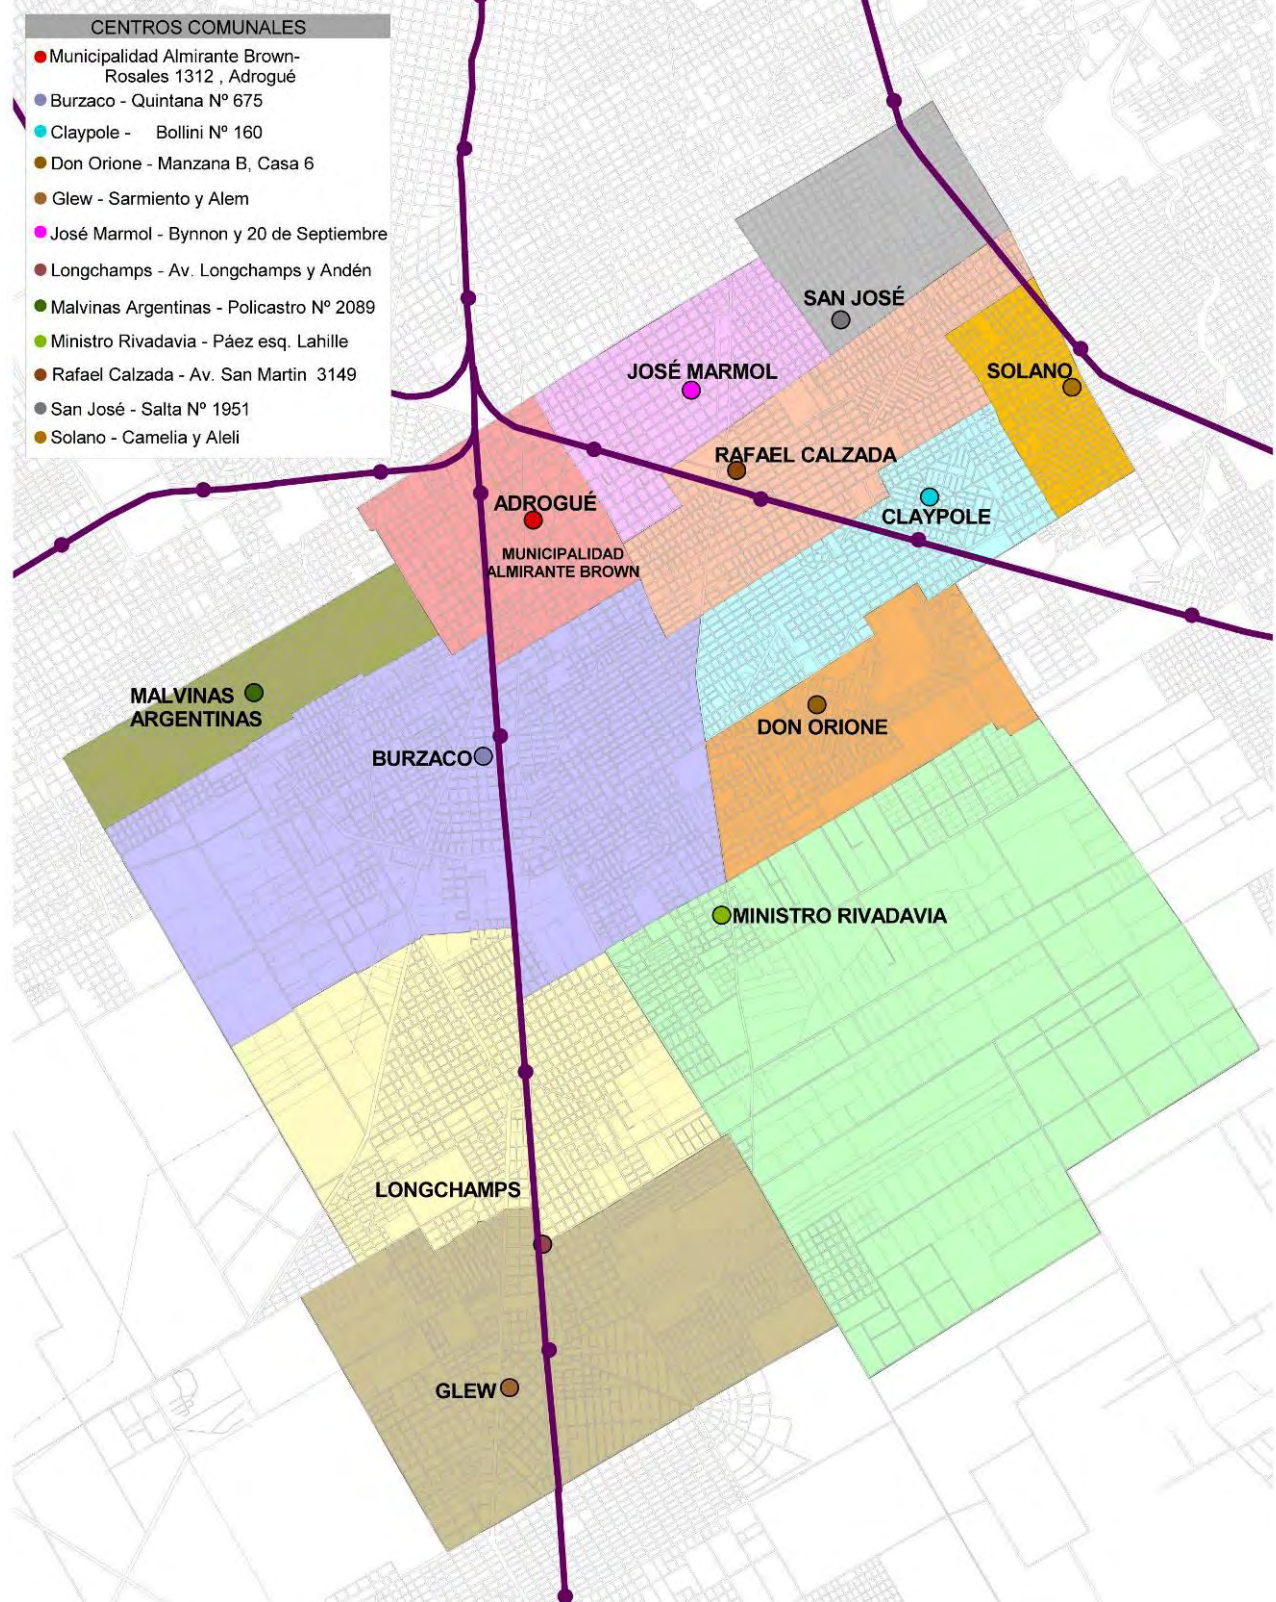 CENTROS COMUNALES
Municipalidad Almirante Brown-
Rosales 1312 , Adrogué
Burzaco - Quintana Nº 675
Claypole - Bollini Nº 160
Don Orione - Manzana B, Casa 6
Glew - Sarmiento y Alem
José Marmol - Bynnon y 20 de Septiembre
Longchamps - Av. Longchamps y Andén
Malvinas Argentinas - Policastro Nº 2089
Ministro Rivadavia - Páez esq. Lahille
Rafael Calzada - Av. San Martin 3149
San José - Salta Nº 1951
Solano - Camelia y Aleli
SAN JOSÉ
JOSÉ MARMOL
SOLANO
RAFAEL CALZADA
ADROGUÉ
CLAYPOLE
MUNICIPALIDAD
ALMIRANTE BROWN
MALVINAS
ARGENTINAS
DON ORIONE
BURZACO
MINISTRO RIVADAVIA
LONGCHAMPS
GLEW